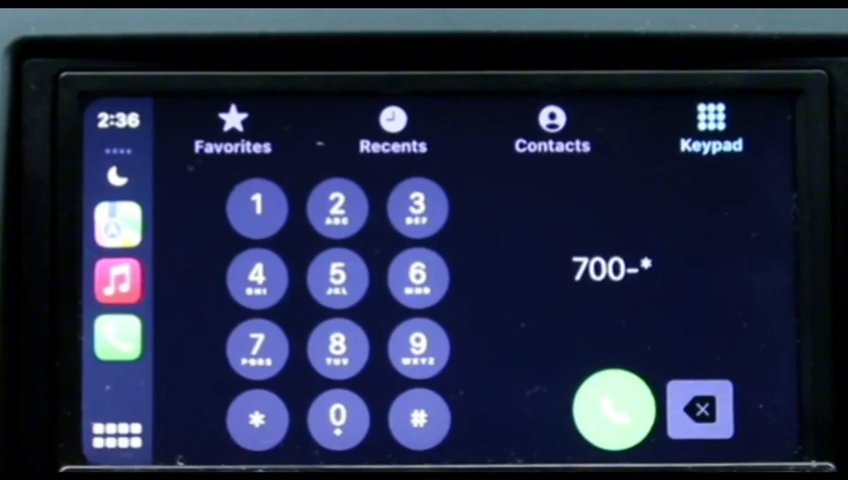 2:36
Favorites
Recents
Contacts
Keypad
1
2
ABC
3
DEF
4
GHI
5
JKL
6
MNO
7
PQRS
8
TUV
9
WXYZ
*
0
+
#
700-*